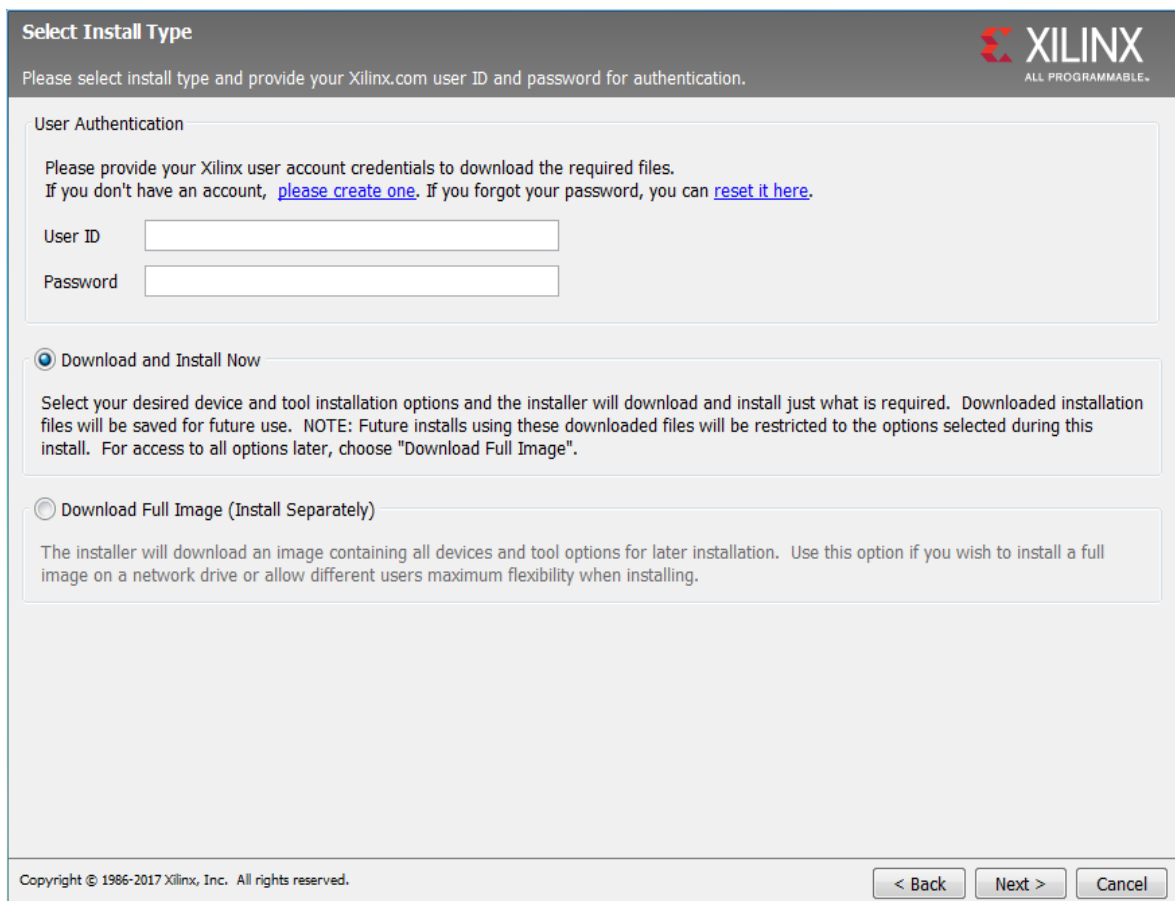 Select Install Type
XILINX
ALL PROGRAMMABLE™
Please select install type and provide your Xilinx.com user ID and password for authentication.
User Authentication
Please provide your Xilinx user account credentials to download the required files.
If you don't have an account, please create one. If you forgot your password, you can reset it here.
User ID
Password
Download and Install Now
Select your desired device and tool installation options and the installer will download and install just what is required. Downloaded installation
files will be saved for future use. NOTE: Future installs using these downloaded files will be restricted to the options selected during this
install. For access to all options later, choose "Download Full Image".
Download Full Image (Install Separately)
The installer will download an image containing all devices and tool options for later installation. Use this option if you wish to install a full
image on a network drive or allow different users maximum flexibility when installing.
Copyright © 1986-2017 Xilinx, Inc. All rights reserved.
< Back
Next >
Cancel